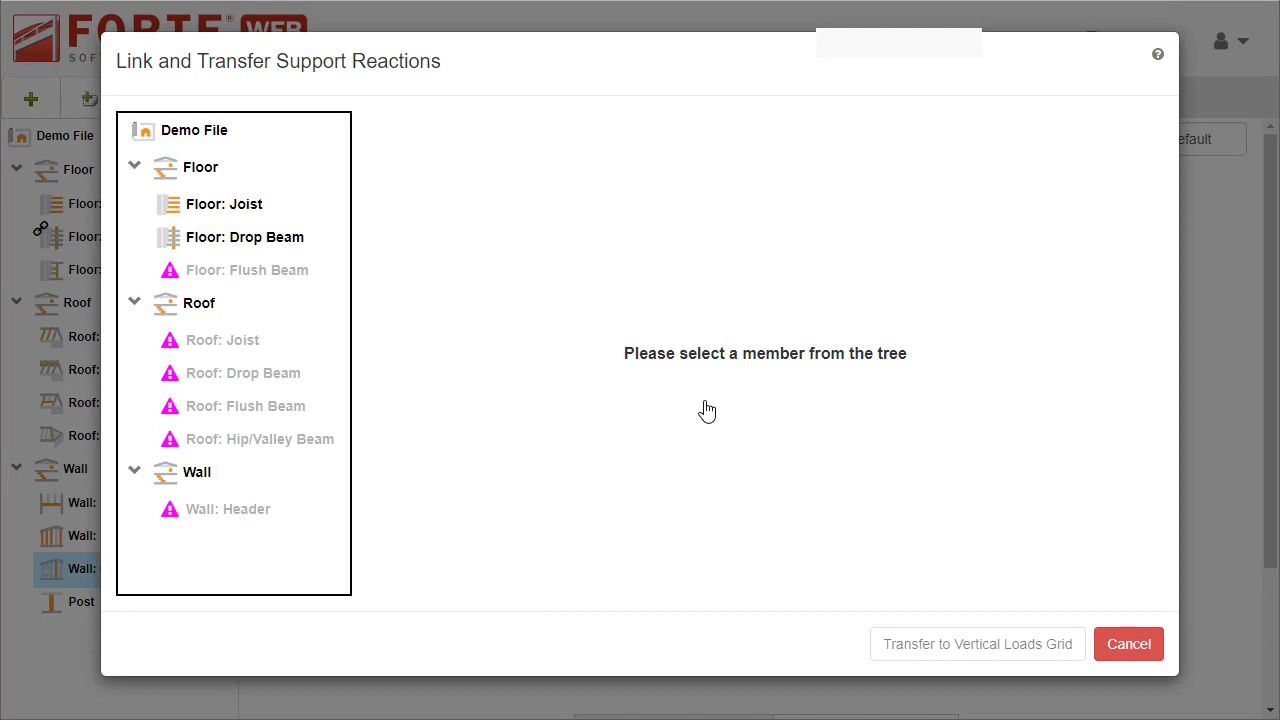 FORTE® WEB
SOF
Link and Transfer Support Reactions
Demo File
Floor
Floor: Joist
Floor: Drop Beam
Floor: Flush Beam
Roof
Roof: Joist
Roof: Drop Beam
Roof: Flush Beam
Roof: Hip/Valley Beam
Wall
Wall: Header
Please select a member from the tree
Transfer to Vertical Loads Grid
Cancel
Demo File
Floor
Floor:
Floor:
Floor:
Roof
Roof:
Roof:
Roof:
Roof:
Wall
Wall:
Wall:
Wall:
Post
efault